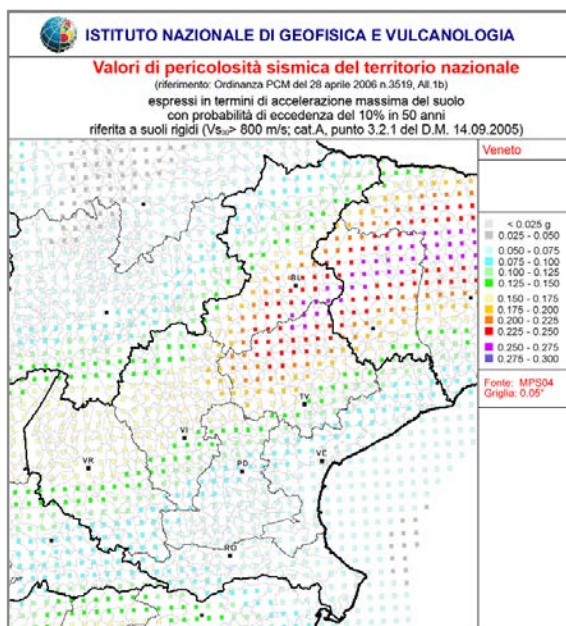 ISTITUTO NAZIONALE DI GEOFISICA E VULCANOLOGIA
Valori di pericolosità sismica del territorio nazionale
(riferimento: Ordinanza PCM del 28 aprile 2006 n.3519, All.1b)
espressi in termini di accelerazione massima del suolo
con probabilità di eccedenza del 10% in 50 anni
riferita a suoli rigidi (Vs30> 800 m/s; cat.A, punto 3.2.1 del D.M. 14.09.2005)
Veneto
< 0.025 g
0.025 - 0.050
0.050 - 0.075
0.075 - 0.100
0.100 - 0.125
0.125 - 0.150
0.150 - 0.175
0.175 - 0.200
0.200 - 0.225
0.225 - 0.250
0.250 - 0.275
0.275 - 0.300
Fonte: MPS04
Griglia: 0.05°
BL
TV
VI
VE
VR
PD
RO